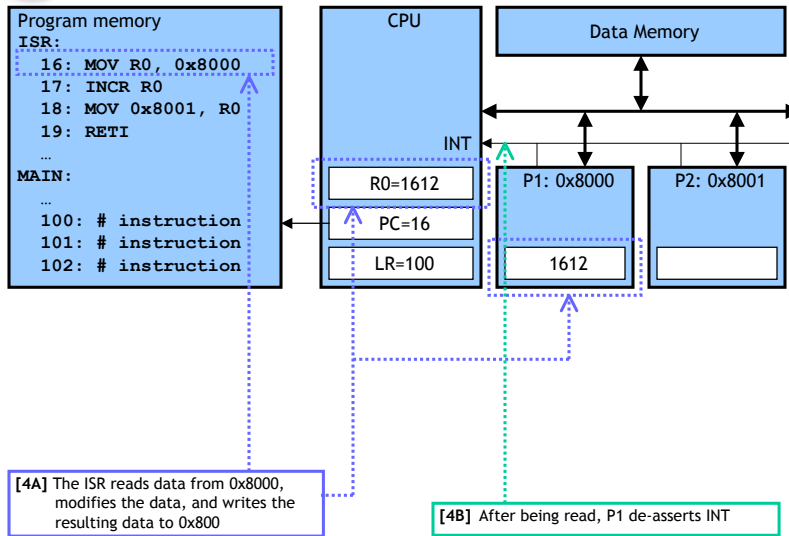 Program memory
ISR:
16: MOV R0, 0x8000
17: INCR R0
18: MOV 0x8001, R0
19: RETI
…
MAIN:
…
100: # instruction
101: # instruction
102: # instruction
CPU
INT
R0=1612
PC=16
LR=100
Data Memory
P1: 0x8000
1612
P2: 0x8001
[4A] The ISR reads data from 0x8000,
modifies the data, and writes the
resulting data to 0x800
[4B] After being read, P1 de-asserts INT